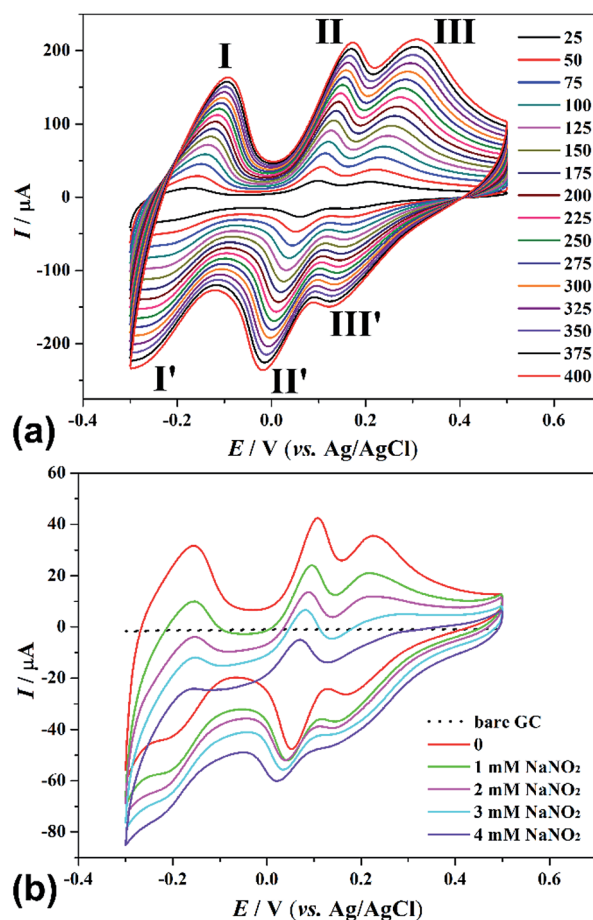 I
II
III
200
100
0
-100
-200
I / μA
25
50
75
100
125
150
175
200
225
250
275
300
325
350
375
400
I'
II'
III'
-0.4
-0.2
0.0
0.2
0.4
0.6
(a)
E / V (vs. Ag/AgCl)
60
40
20
0
-20
-40
-60
-80
I / μA
bare GC
0
1 mM NaNO₂
2 mM NaNO₂
3 mM NaNO₂
4 mM NaNO₂
-0.4
-0.2
0.0
0.2
0.4
0.6
(b)
E / V (vs. Ag/AgCl)